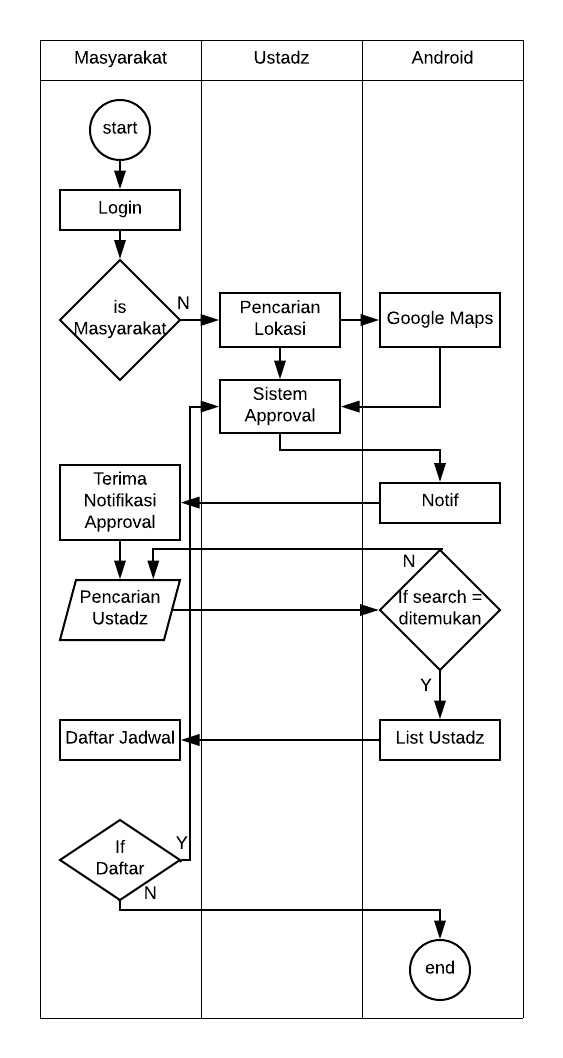 Masyarakat
Ustadz
Android
start
Login
is
Masyarakat
N
Pencarian
Lokasi
Google Maps
Sistem
Approval
Terima
Notifikasi
Approval
Notif
N
Pencarian
Ustadz
If search =
ditemukan
Y
Daftar Jadwal
List Ustadz
If
Daftar
Y
N
end